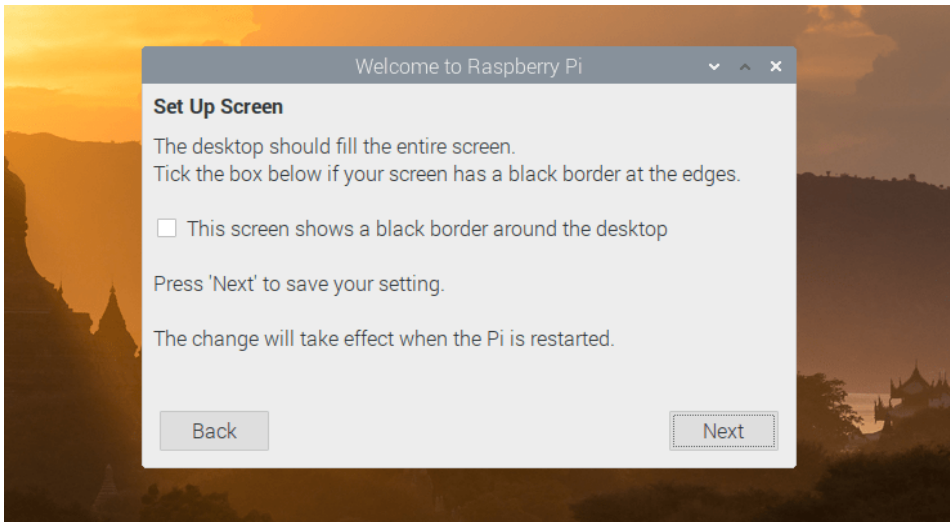 Welcome to Raspberry Pi
Set Up Screen
The desktop should fill the entire screen.
Tick the box below if your screen has a black border at the edges.
This screen shows a black border around the desktop
Press 'Next' to save your setting.
The change will take effect when the Pi is restarted.
Back
Next